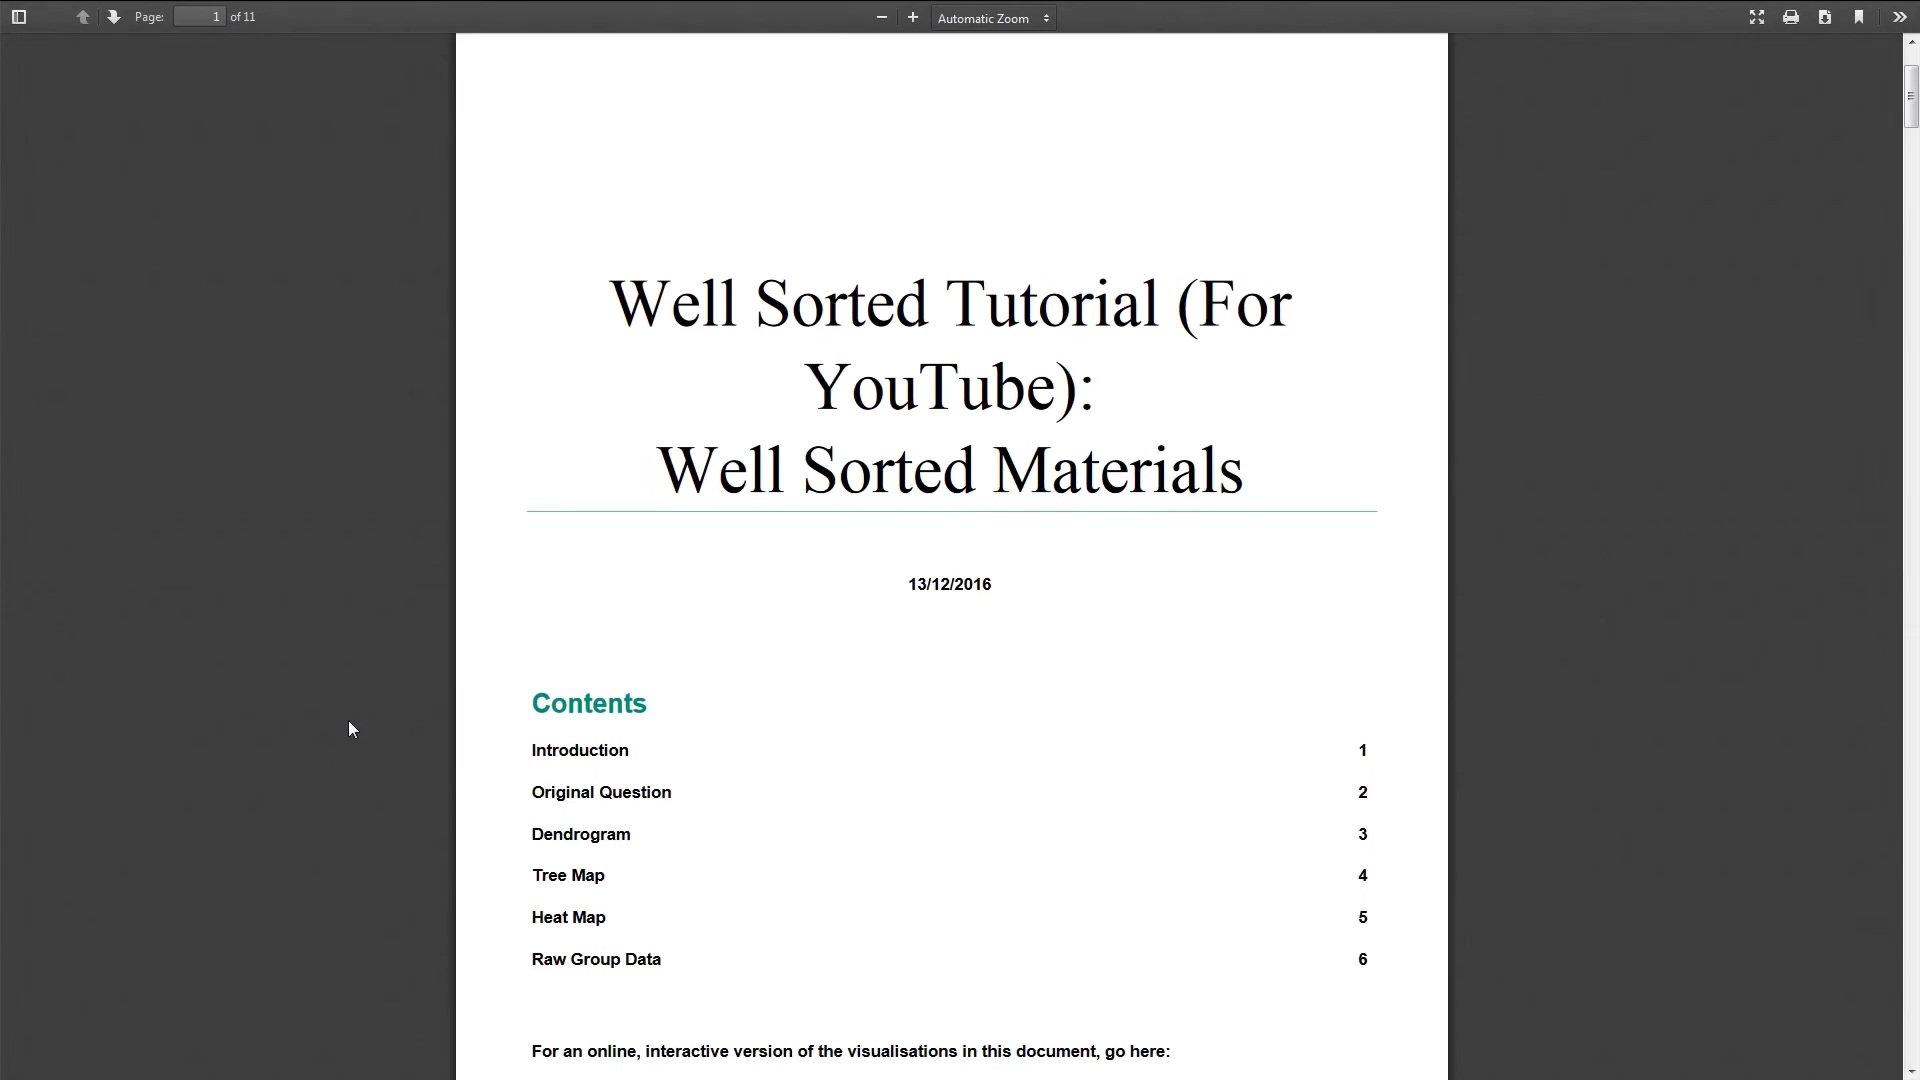 Page: 1 of 11 Automatic Zoom
Well Sorted Tutorial (For
YouTube):
Well Sorted Materials
13/12/2016
Contents
Introduction 1
Original Question 2
Dendrogram 3
Tree Map 4
Heat Map 5
Raw Group Data 6
For an online, interactive version of the visualisations in this document, go here: